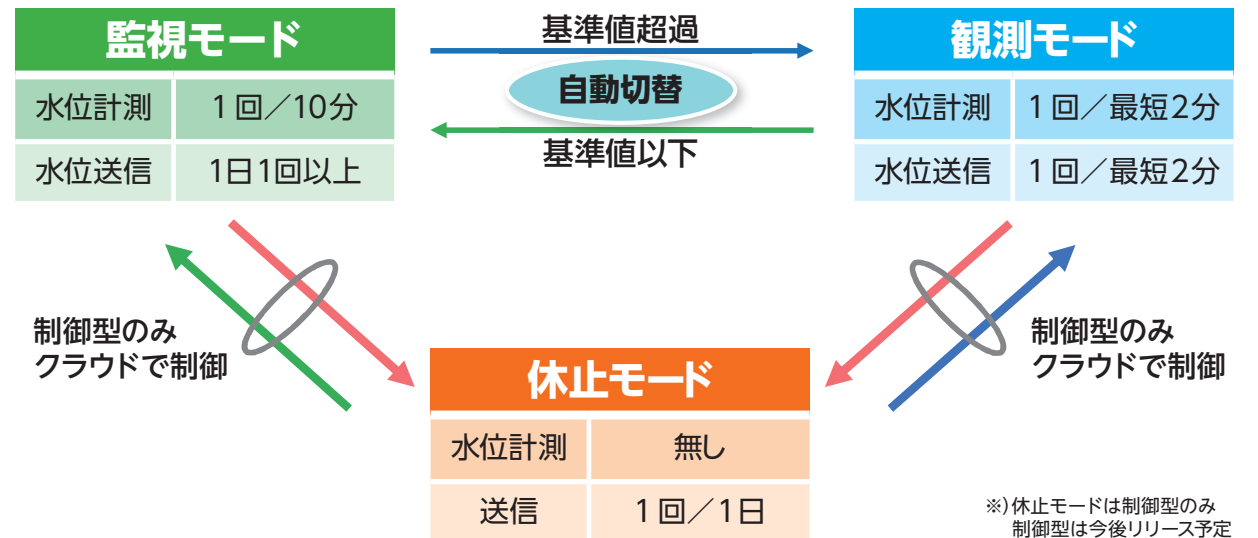 監視モード
水位計測 1回／10分
水位送信 1日1回以上
基準値超過
自動切替
基準値以下
観測モード
水位計測 1回／最短2分
水位送信 1回／最短2分
制御型のみ
クラウドで制御
制御型のみ
クラウドで制御
休止モード
水位計測 無し
送信 1回／1日
※）休止モードは制御型のみ
制御型は今後リリース予定